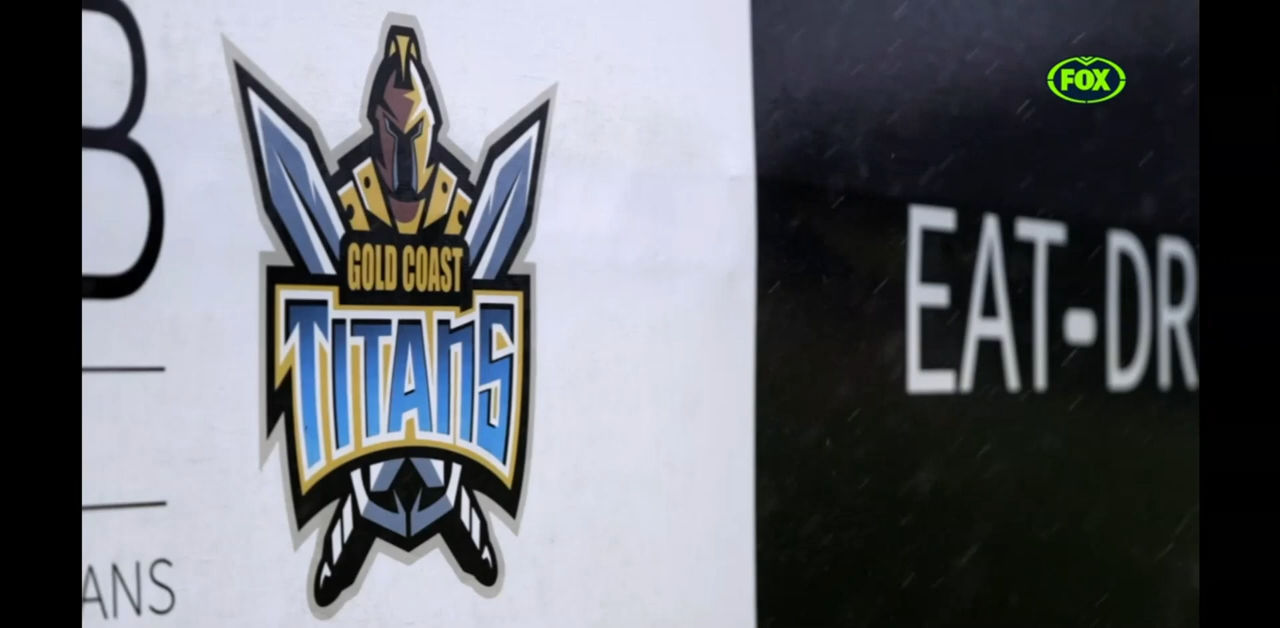 FOX
GOLD COAST
TITANS
EAT-DR
ANS